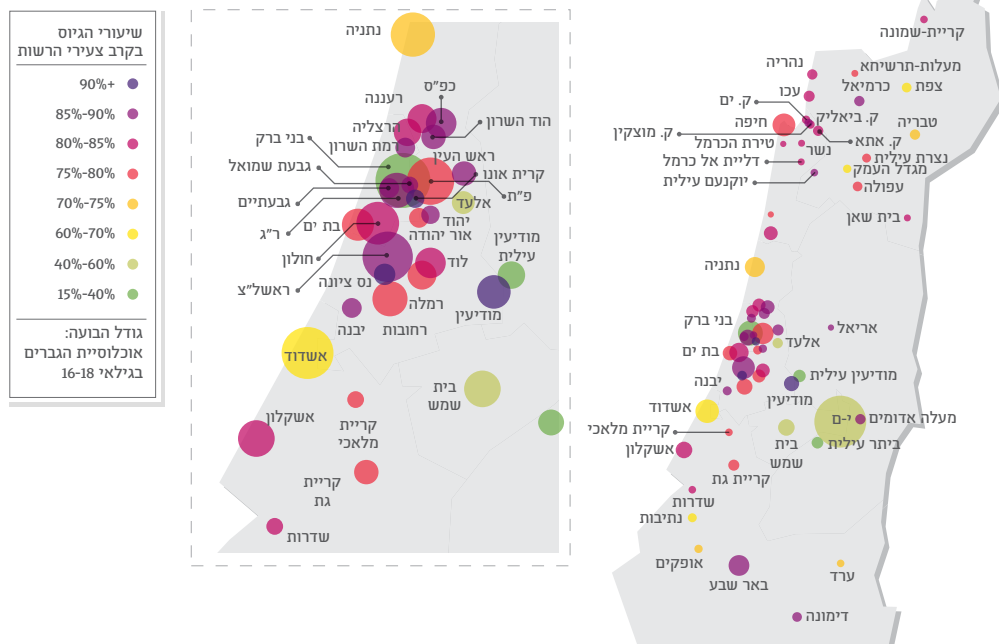 שיעורי הגיוס
בקרב צעירי הרשות
90%+
85%-90%
80%-85%
75%-80%
70%-75%
60%-70%
40%-60%
15%-40%
גודל הבועה:
אוכלוסיית הגברים
בגילאי 16-18
נתניה
כפ"ס
רעננה
הוד השרון
הרצליה
בני ברק
רמת השרון
גבעת שמואל
ראש העין
קרית אונו
פ"ת
גבעתיים
אלעד
ר"ג
בת ים
יהוד
אור יהודה
מודיעין
עילית
חולון
לוד
נס ציונה
ראשל"צ
רמלה
מודיעין
יבנה
רחובות
אשדוד
בית
שמש
אשקלון
קריית
מלאכי
קריית
גת
שדרות
קריית-שמונה
נהריה
מעלות-תרשיחא
כרמיאל
צפת
עכו
ק. ים
ק. ביאליק
חיפה
טבריה
ק. מוצקין
ק. אתא
טירת הכרמל
נשר
נצרת עילית
דליית אל כרמל
מגדל העמק
יוקנעם עילית
עפולה
בית שאן
נתניה
בני ברק
אריאל
אלעד
בת ים
מודיעין עילית
יבנה
מודיעין
אשדוד
י-ם
מעלה אדומים
קריית מלאכי
ביתר עילית
אשקלון
בית
שמש
קריית גת
שדרות
נתיבות
אופקים
ערד
באר שבע
דימונה